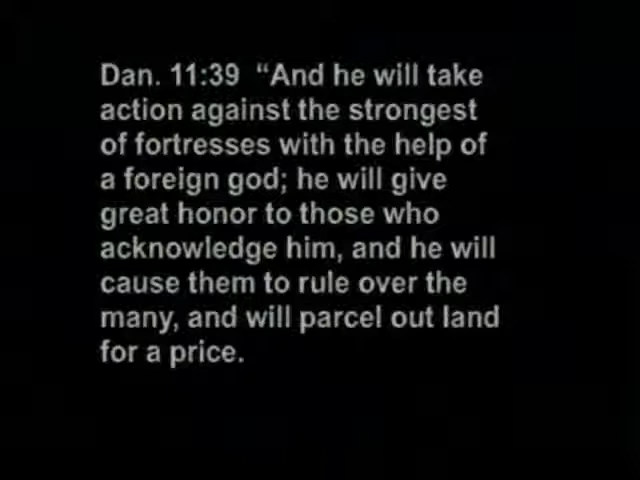 Dan. 11:39  “And he will take
action against the strongest
of fortresses with the help of
a foreign god; he will give
great honor to those who
acknowledge him, and he will
cause them to rule over the
many, and will parcel out land
for a price.